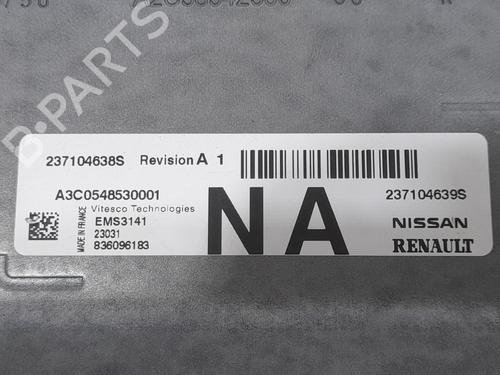 237104638S Revision A 1
A3C0548530001
Vitesco Technologies
EMS3141
23031
836096183
MADE IN FRANCE
NA
237104639S
NISSAN
RENAULT
B-PARTS